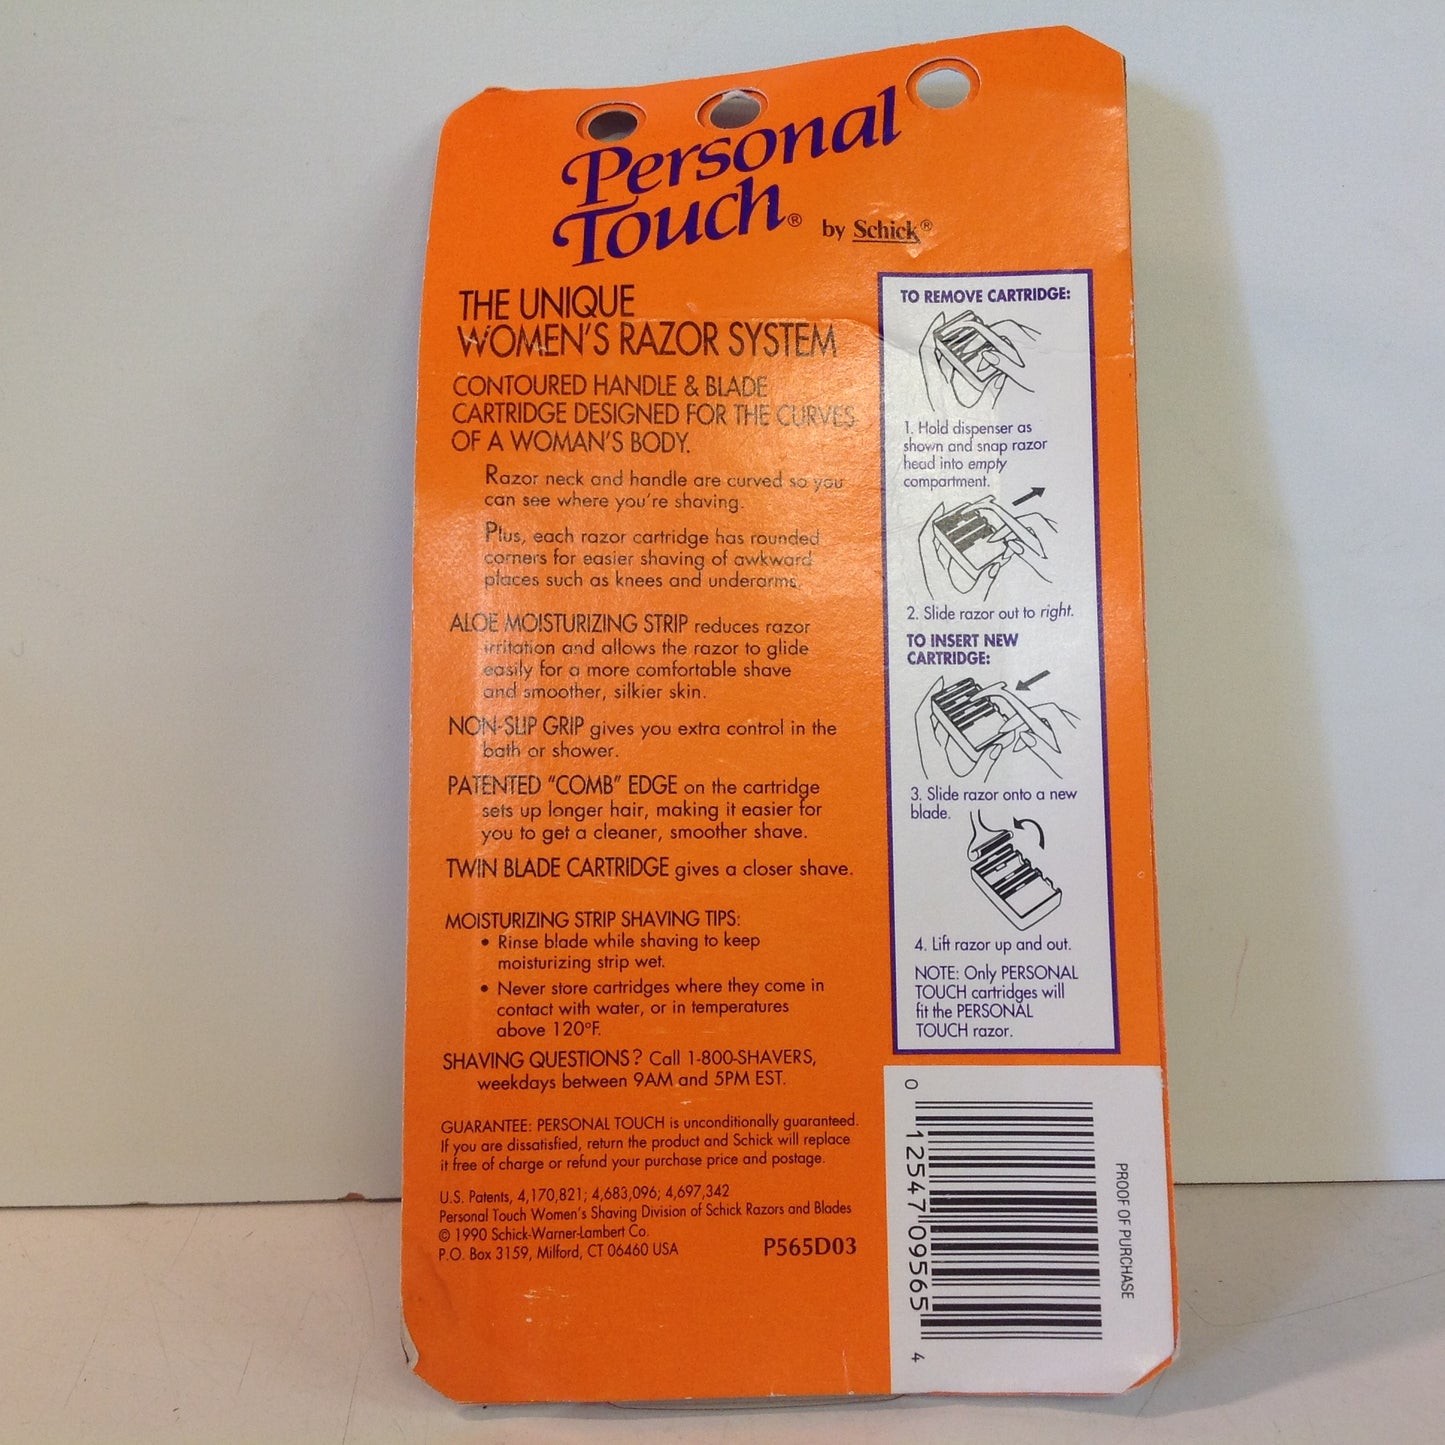 Personal
Touch® by Schick®
THE UNIQUE
WOMEN'S RAZOR SYSTEM
CONTOURED HANDLE & BLADE
CARTRIDGE DESIGNED FOR THE CURVES
OF A WOMAN'S BODY.
Razor neck and handle are curved so you
can see where you're shaving.
Plus, each razor cartridge has rounded
corners for easier shaving of awkward
places such as knees and underarms.
ALOE MOISTURIZING STRIP reduces razor
irritation and allows the razor to glide
easily for a more comfortable shave
and smoother, silkier skin.
NON-SLIP GRIP gives you extra control in the
bath or shower.
PATENTED "COMB" EDGE on the cartridge
sets up longer hair, making it easier for
you to get a cleaner, smoother shave.
TWIN BLADE CARTRIDGE gives a closer shave.
MOISTURIZING STRIP SHAVING TIPS:
• Rinse blade while shaving to keep
moisturizing strip wet.
• Never store cartridges where they come in
contact with water, or in temperatures
above 120°F.
SHAVING QUESTIONS? Call 1-800-SHAVERS,
weekdays between 9AM and 5PM EST.
GUARANTEE: PERSONAL TOUCH is unconditionally guaranteed.
If you are dissatisfied, return the product and Schick will replace
it free of charge or refund your purchase price and postage.
U.S. Patents, 4,170,821; 4,683,096; 4,697,342
Personal Touch Women's Shaving Division of Schick Razors and Blades
© 1990 Schick-Warner-Lambert Co.
P.O. Box 3159, Milford, CT 06460 USA
P565D03
TO REMOVE CARTRIDGE:
1. Hold dispenser as
shown and snap razor
head into empty
compartment.
2. Slide razor out to right.
TO INSERT NEW
CARTRIDGE:
3. Slide razor onto a new
blade.
4. Lift razor up and out.
NOTE: Only PERSONAL
TOUCH cartridges will
fit the PERSONAL
TOUCH razor.
0 12547 09565 4
PROOF OF PURCHASE